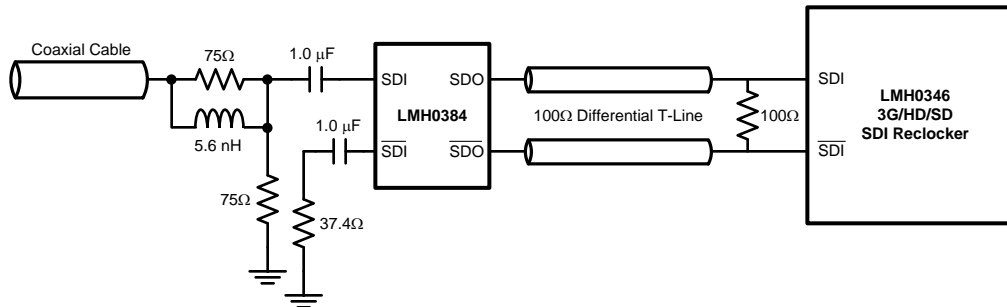 Coaxial Cable
75Ω
5.6 nH
75Ω
1.0 μF
1.0 μF
37.4Ω
SDI
SDO
LMH0384
SDI
SDO
100Ω Differential T-Line
100Ω
SDI
SDI
LMH0346
3G/HD/SD
SDI Reclocker